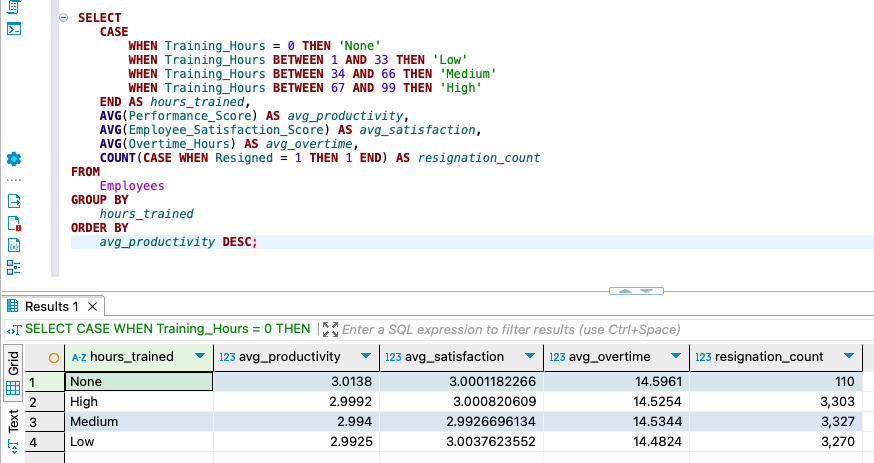 SELECT
CASE
WHEN Training_Hours = 0 THEN 'None'
WHEN Training_Hours BETWEEN 1 AND 33 THEN 'Low'
WHEN Training_Hours BETWEEN 34 AND 66 THEN 'Medium'
WHEN Training_Hours BETWEEN 67 AND 99 THEN 'High'
END AS hours_trained,
AVG(Performance_Score) AS avg_productivity,
AVG(Employee_Satisfaction_Score) AS avg_satisfaction,
AVG(Overtime_Hours) AS avg_overtime,
COUNT(CASE WHEN Resigned = 1 THEN 1 END) AS resignation_count
FROM
Employees
GROUP BY
hours_trained
ORDER BY
avg_productivity DESC;
Results 1
SELECT CASE WHEN Training_Hours = 0 THEN Enter a SQL expression to filter results (use Ctrl+Space)
Grid
Text
A-Z hours_trained 123 avg_productivity 123 avg_satisfaction 123 avg_overtime 123 resignation_count
1 None 3.0138 3.0001182266 14.5961 110
2 High 2.9992 3.000820609 14.5254 3,303
3 Medium 2.994 2.9926696134 14.5344 3,327
4 Low 2.9925 3.0037623552 14.4824 3,270